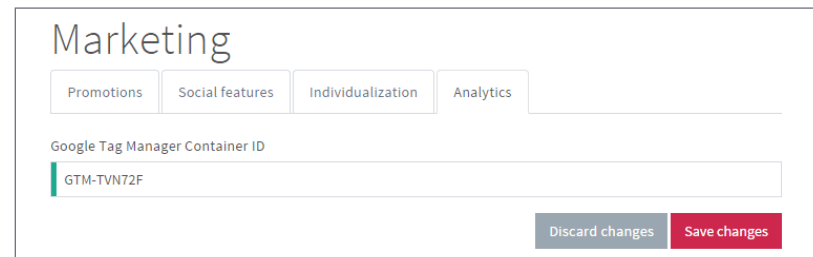 Marketing
Promotions Social features Individualization Analytics
Google Tag Manager Container ID
GTM-TVN72F
Discard changes Save changes